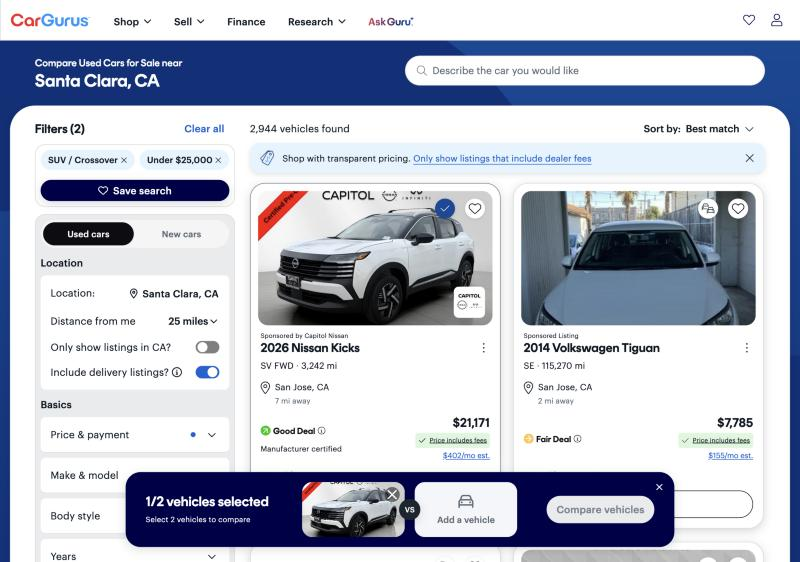 CarGurus
Shop
Sell
Finance
Research
AskGuru
Compare Used Cars for Sale near
Santa Clara, CA
Describe the car you would like
Filters (2)
Clear all
SUV / Crossover
Under $25,000
Save search
Used cars
New cars
Location
Location:
Santa Clara, CA
Distance from me
25 miles
Only show listings in CA?
Include delivery listings?
Basics
Price & payment
Make & model
Body style
Years
2,944 vehicles found
Sort by: Best match
Shop with transparent pricing. Only show listings that include dealer fees
CAPITOL
INFINITI
CAPITOL
Sponsored by Capitol Nissan
2026 Nissan Kicks
SV FWD · 3,242 mi
San Jose, CA
7 mi away
$21,171
Good Deal
Price includes fees
Manufacturer certified
$402/mo est.
Sponsored Listing
2014 Volkswagen Tiguan
SE · 115,270 mi
San Jose, CA
2 mi away
$7,785
Fair Deal
Price includes fees
$155/mo est.
1/2 vehicles selected
Select 2 vehicles to compare
VS
Add a vehicle
Compare vehicles